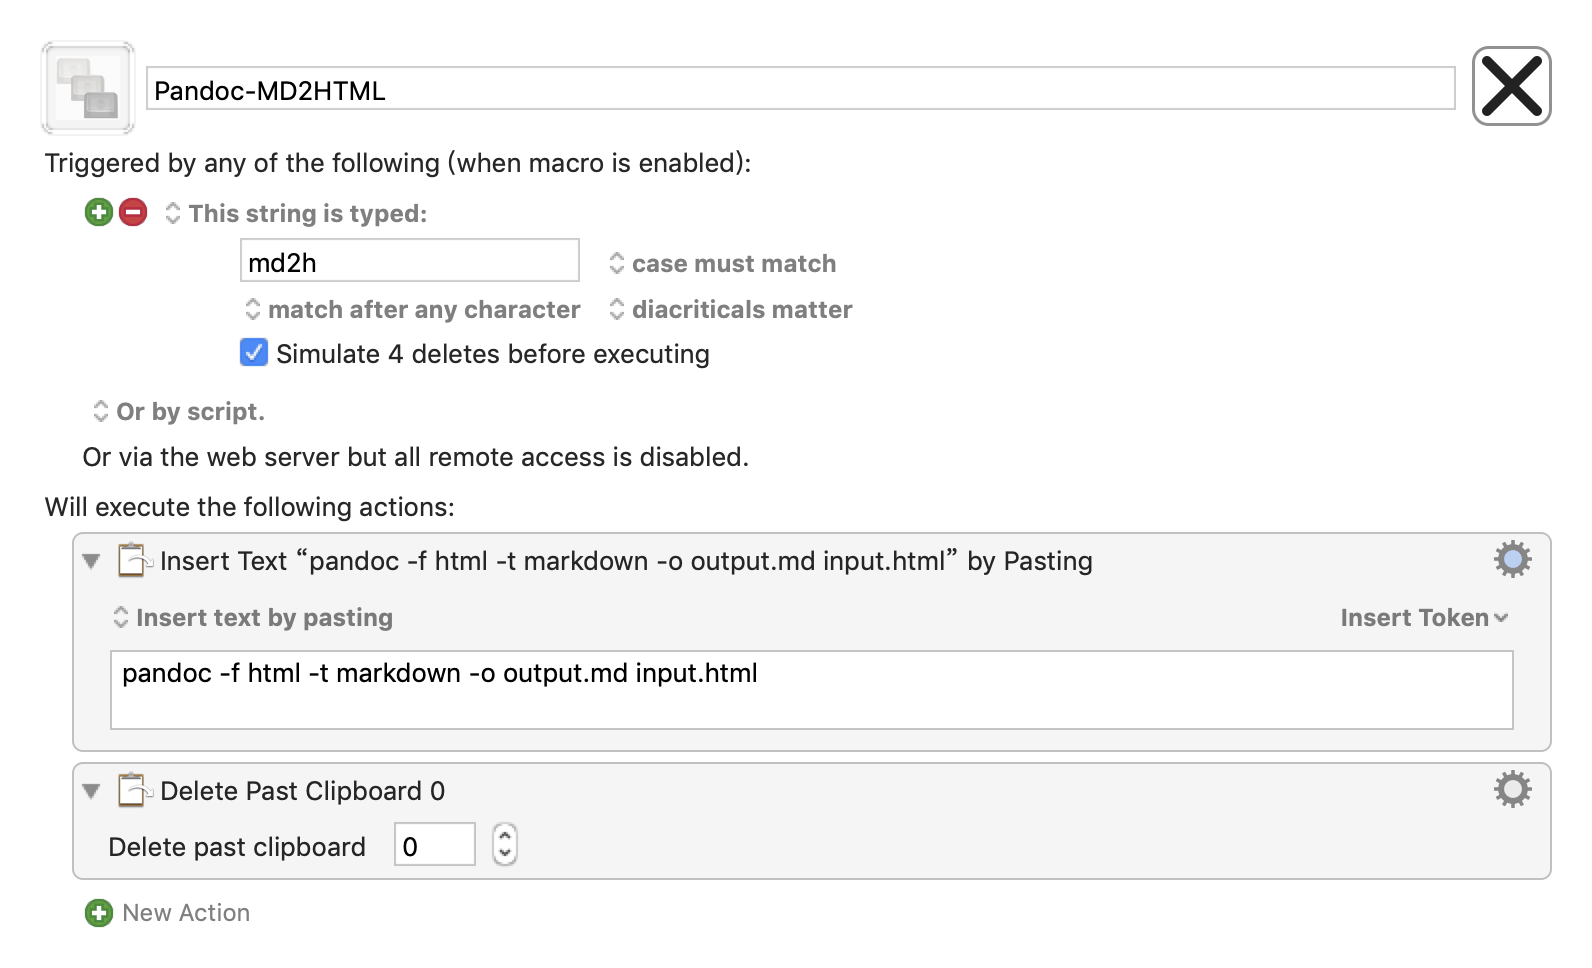 Pandoc-MD2HTML
Triggered by any of the following (when macro is enabled):
This string is typed:
md2h
case must match
match after any character
diacriticals matter
Simulate 4 deletes before executing
Or by script.
Or via the web server but all remote access is disabled.
Will execute the following actions:
Insert Text “pandoc -f html -t markdown -o output.md input.html” by Pasting
Insert text by pasting
Insert Token
pandoc -f html -t markdown -o output.md input.html
Delete Past Clipboard 0
Delete past clipboard 0
New Action